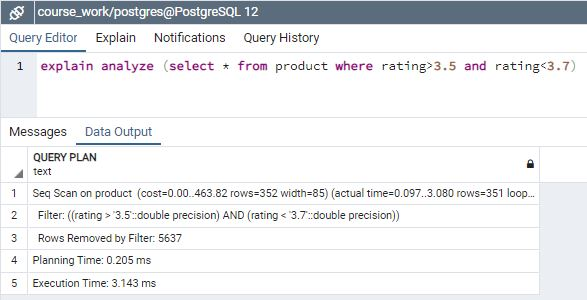 course_work/postgres@PostgreSQL 12
Query Editor Explain Notifications Query History
1 explain analyze (select * from product where rating>3.5 and rating<3.7)
Messages Data Output
QUERY PLAN
text
1 Seq Scan on product (cost=0.00..463.82 rows=352 width=85) (actual time=0.097..3.080 rows=351 loop...
2 Filter: ((rating > '3.5'::double precision) AND (rating < '3.7'::double precision))
3 Rows Removed by Filter: 5637
4 Planning Time: 0.205 ms
5 Execution Time: 3.143 ms